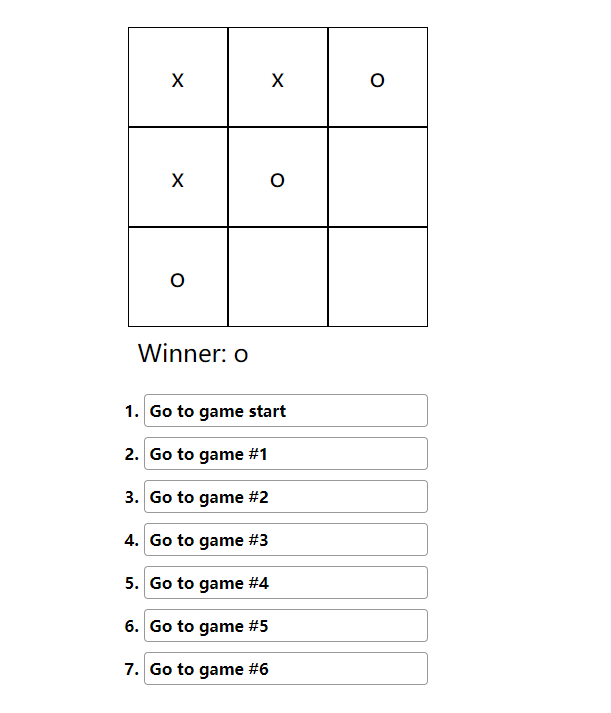 X X O
X O
O
Winner: o
1. Go to game start
2. Go to game #1
3. Go to game #2
4. Go to game #3
5. Go to game #4
6. Go to game #5
7. Go to game #6